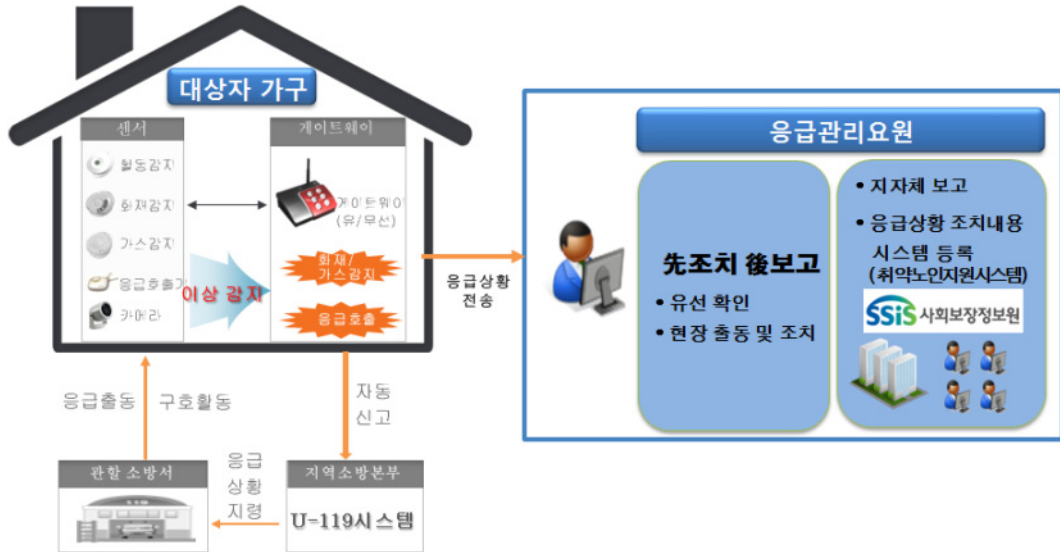 대상자 가구
센서
활동감지
화재감지
가스감지
응급호출기
카메라
이상 감지
게이트웨이
게이트웨이
(유/무선)
화재/
가스감지
응급호출
응급상황
전송
응급관리요원
先조치 後보고
• 유선 확인
• 현장 출동 및 조치
• 지자체 보고
• 응급상황 조치내용
시스템 등록
(취약노인지원시스템)
SSiS 사회보장정보원
자동
신고
지역소방본부
U-119시스템
응급
상황
지령
관할 소방서
119
응급출동
구호활동